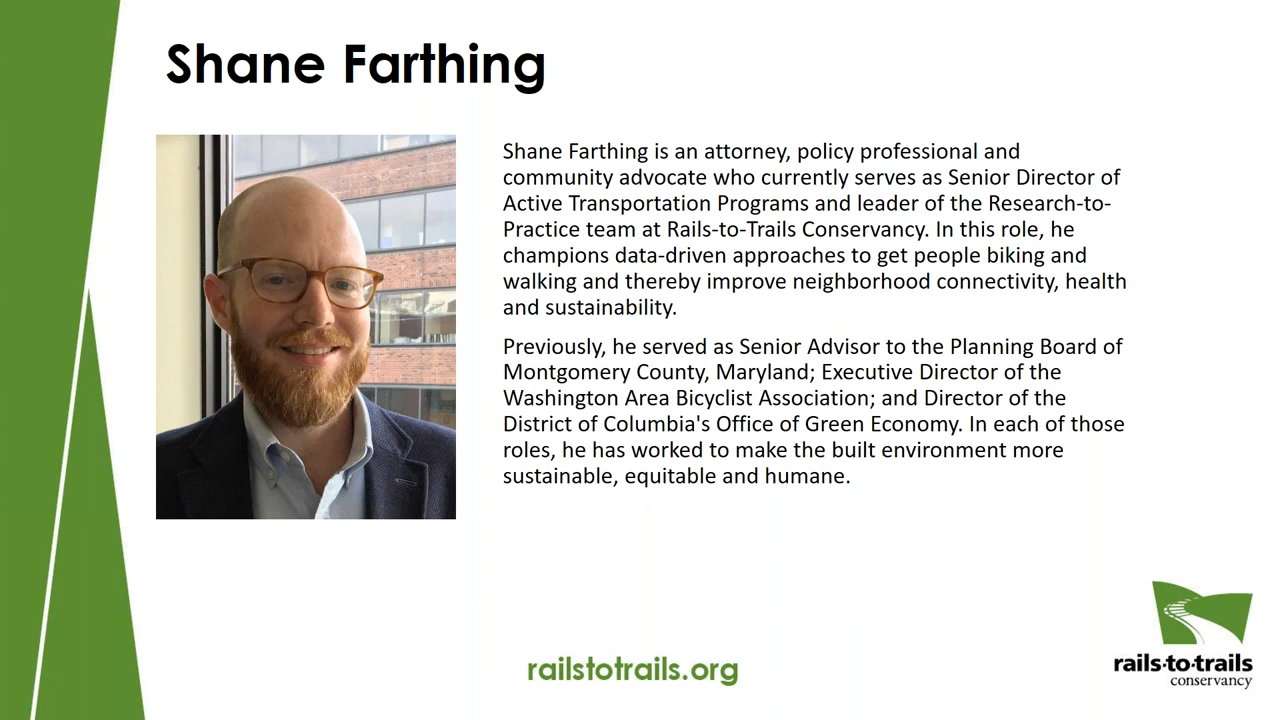 Shane Farthing
Shane Farthing is an attorney, policy professional and
community advocate who currently serves as Senior Director of
Active Transportation Programs and leader of the Research-to-
Practice team at Rails-to-Trails Conservancy. In this role, he
champions data-driven approaches to get people biking and
walking and thereby improve neighborhood connectivity, health
and sustainability.
Previously, he served as Senior Advisor to the Planning Board of
Montgomery County, Maryland; Executive Director of the
Washington Area Bicyclist Association; and Director of the
District of Columbia's Office of Green Economy. In each of those
roles, he has worked to make the built environment more
sustainable, equitable and humane.
railstotrails.org
rails·to·trails
conservancy